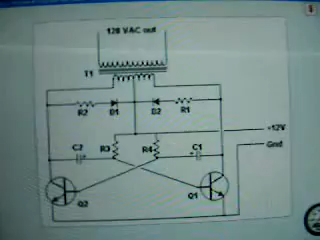 120 VAC out
T1
R2
D1
D2
R1
+12V
Gnd
C2
+
R3
R4
+
C1
Q2
Q1